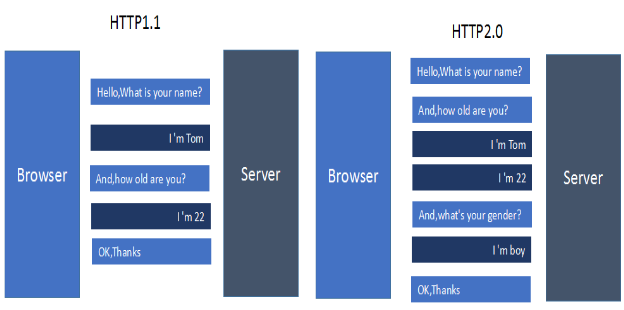 HTTP1.1
Browser
Hello,What is your name?
I 'm Tom
And,how old are you?
I 'm 22
OK,Thanks
Server
HTTP2.0
Browser
Hello,What is your name?
And,how old are you?
I 'm Tom
I 'm 22
And,what's your gender?
I 'm boy
OK,Thanks
Server